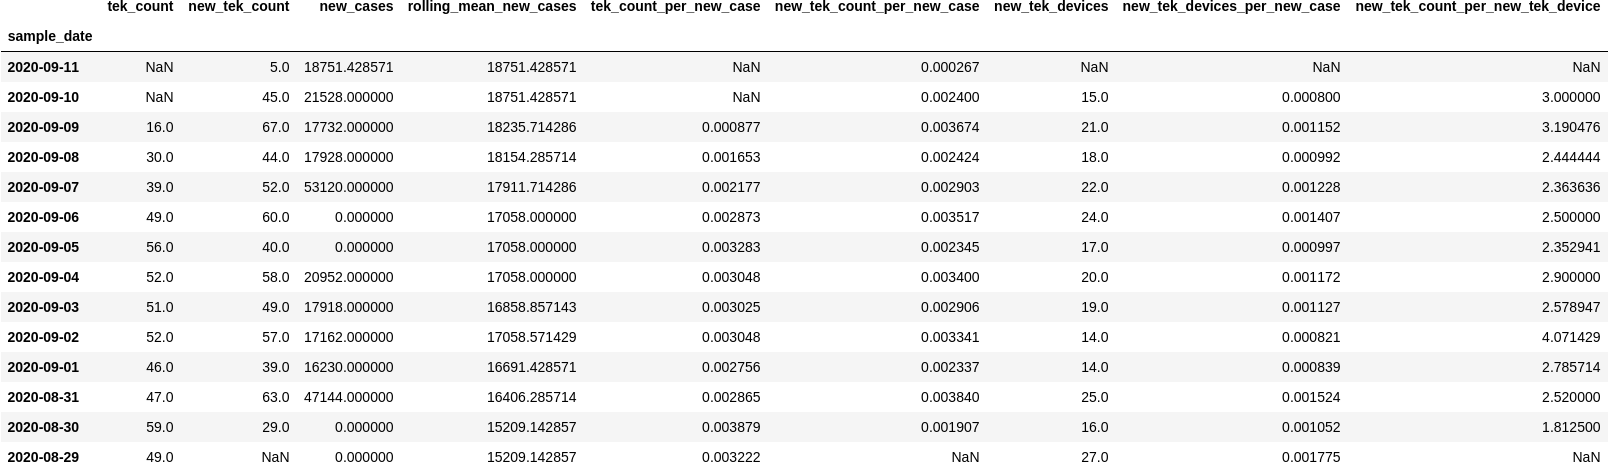 tek_count new_tek_count new_cases rolling_mean_new_cases tek_count_per_new_case new_tek_count_per_new_case new_tek_devices new_tek_devices_per_new_case new_tek_count_per_new_tek_device
sample_date
2020-09-11 NaN 5.0 18751.428571 18751.428571 NaN 0.000267 NaN NaN NaN
2020-09-10 NaN 45.0 21528.000000 18751.428571 NaN 0.002400 15.0 0.000800 3.000000
2020-09-09 16.0 67.0 17732.000000 18235.714286 0.000877 0.003674 21.0 0.001152 3.190476
2020-09-08 30.0 44.0 17928.000000 18154.285714 0.001653 0.002424 18.0 0.000992 2.444444
2020-09-07 39.0 52.0 53120.000000 17911.714286 0.002177 0.002903 22.0 0.001228 2.363636
2020-09-06 49.0 60.0 0.000000 17058.000000 0.002873 0.003517 24.0 0.001407 2.500000
2020-09-05 56.0 40.0 0.000000 17058.000000 0.003283 0.002345 17.0 0.000997 2.352941
2020-09-04 52.0 58.0 20952.000000 17058.000000 0.003048 0.003400 20.0 0.001172 2.900000
2020-09-03 51.0 49.0 17918.000000 16858.857143 0.003025 0.002906 19.0 0.001127 2.578947
2020-09-02 52.0 57.0 17162.000000 17058.571429 0.003048 0.003341 14.0 0.000821 4.071429
2020-09-01 46.0 39.0 16230.000000 16691.428571 0.002756 0.002337 14.0 0.000839 2.785714
2020-08-31 47.0 63.0 47144.000000 16406.285714 0.002865 0.003840 25.0 0.001524 2.520000
2020-08-30 59.0 29.0 0.000000 15209.142857 0.003879 0.001907 16.0 0.001052 1.812500
2020-08-29 49.0 NaN 0.000000 15209.142857 0.003222 NaN 27.0 0.001775 NaN